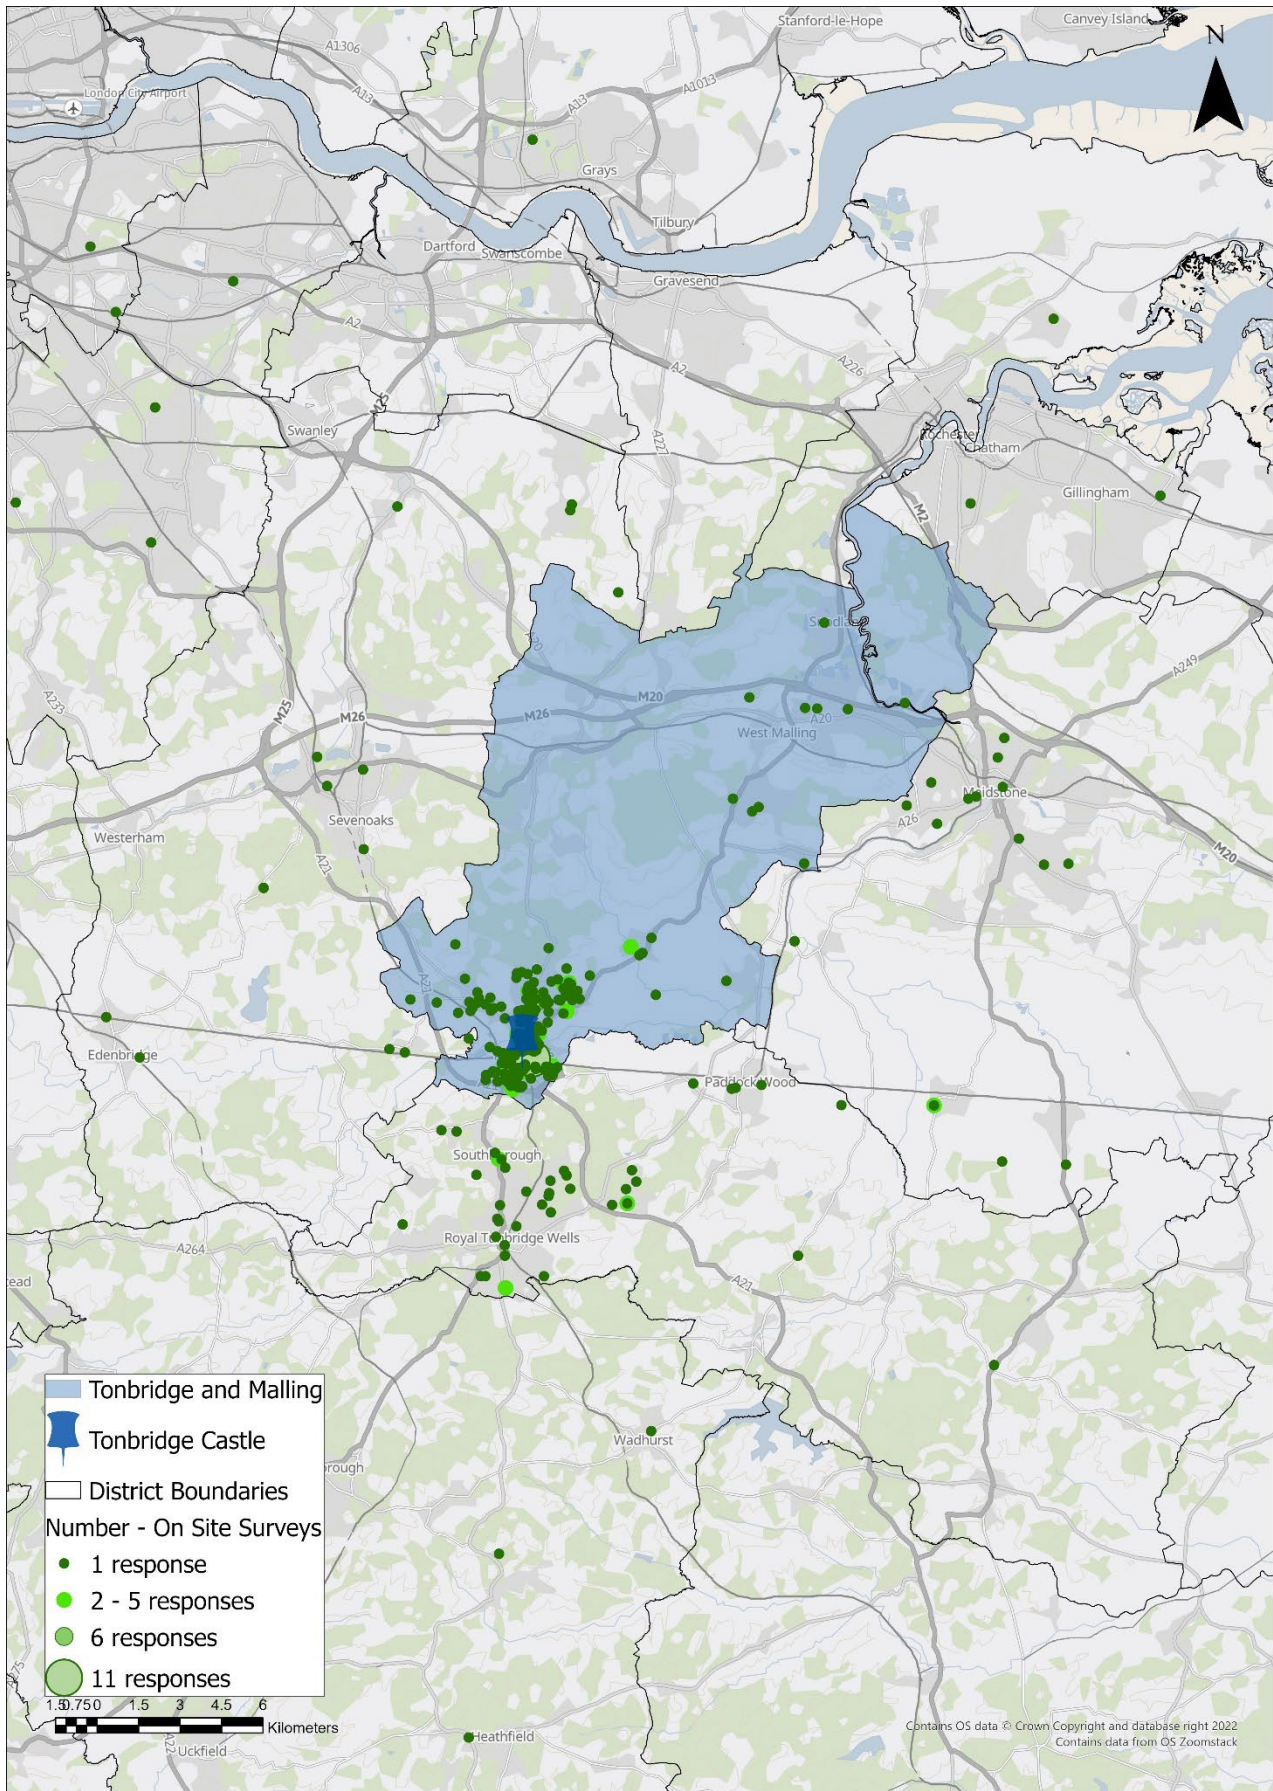 Stanford-le-Hope
Canvey Island
A1306
A1013
N
London City Airport
A13
A13
Grays
Tilbury
Dartford
Swanscombe
Gravesend
A2
A2
A226
M25
Swanley
A227
Rochester
Chatham
Gillingham
M2
A20
A249
A233
M25
M26
M26
M20
A20
West Malling
Maidstone
Sevenoaks
Westerham
A26
M20
A21
A21
Edenbridge
Paddock Wood
Southborough
Royal Tunbridge Wells
A264
A21
Wadhurst
Tonbridge and Malling
Tonbridge Castle
District Boundaries
Number - On Site Surveys
1 response
2 - 5 responses
6 responses
11 responses
A275
1.5 0.75 0 1.5 3 4.5 6
Kilometers
Heathfield
A22
Uckfield
Contains OS data © Crown Copyright and database right 2022
Contains data from OS Zoomstack